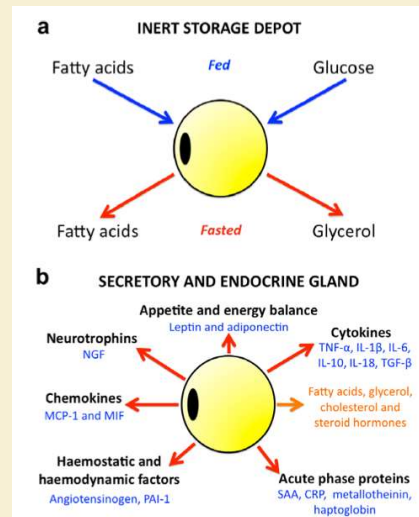 a
INERT STORAGE DEPOT
Fatty acids
Fed
Glucose
Fatty acids
Fasted
Glycerol
b
SECRETORY AND ENDOCRINE GLAND
Appetite and energy balance
Leptin and adiponectin
Neurotrophins
NGF
Cytokines
TNF-α, IL-1β, IL-6,
IL-10, IL-18, TGF-β
Chemokines
MCP-1 and MIF
Fatty acids, glycerol,
cholesterol and
steroid hormones
Haemostatic and
haemodynamic factors
Angiotensinogen, PAI-1
Acute phase proteins
SAA, CRP, metallotheinin,
haptoglobin